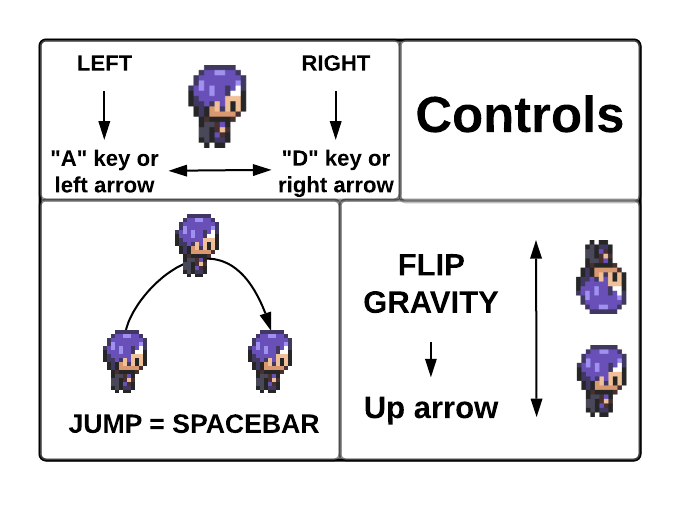 LEFT
RIGHT
Controls
"A" key or
left arrow
"D" key or
right arrow
FLIP
GRAVITY
Up arrow
JUMP = SPACEBAR